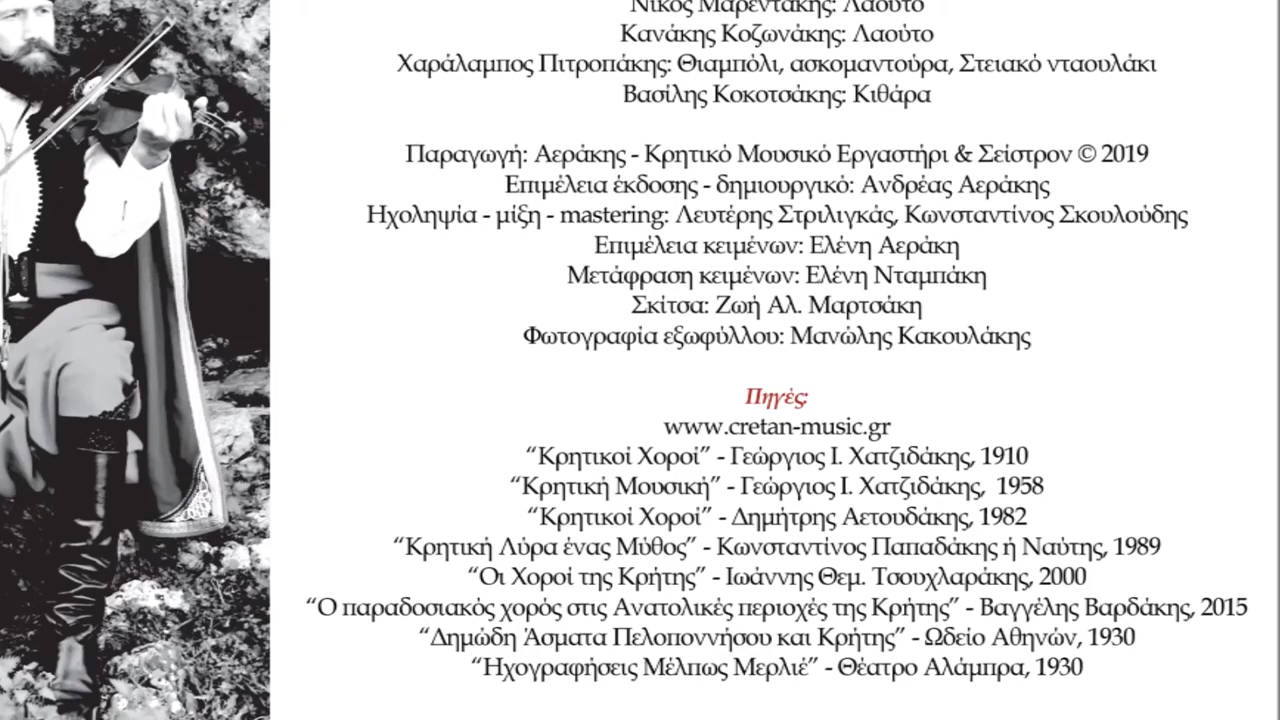 Νίκος Μαρεντάκης: Λαούτο
Κανάκης Κοζωνάκης: Λαούτο
Χαράλαμπος Πιτροπάκης: Θιαμπόλι, ασκομαντούρα, Στειακό νταουλάκι
Βασίλης Κοκοτσάκης: Κιθάρα
Παραγωγή: Αεράκης - Κρητικό Μουσικό Εργαστήρι & Σείστρον © 2019
Επιμέλεια έκδοσης - δημιουργικό: Ανδρέας Αεράκης
Ηχοληψία - μίξη - mastering: Λευτέρης Στριλιγκάς, Κωνσταντίνος Σκουλούδης
Επιμέλεια κειμένων: Ελένη Αεράκη
Μετάφραση κειμένων: Ελένη Νταμπάκη
Σκίτσα: Ζωή Αλ. Μαρτσάκη
Φωτογραφία εξωφύλλου: Μανώλης Κακουλάκης
Πηγές:
www.cretan-music.gr
“Κρητικοί Χοροί” - Γεώργιος Ι. Χατζιδάκης, 1910
“Κρητική Μουσική” - Γεώργιος Ι. Χατζιδάκης, 1958
“Κρητικοί Χοροί” - Δημήτρης Αετουδάκης, 1982
“Κρητική Λύρα ένας Μύθος” - Κωνσταντίνος Παπαδάκης ή Ναύτης, 1989
“Οι Χοροί της Κρήτης” - Ιωάννης Θεμ. Τσουχλαράκης, 2000
“Ο παραδοσιακός χορός στις Ανατολικές περιοχές της Κρήτης” - Βαγγέλης Βαρδάκης, 2015
“Δημώδη Άσματα Πελοποννήσου και Κρήτης” - Ωδείο Αθηνών, 1930
“Ηχογραφήσεις Μέλπως Μερλιέ” - Θέατρο Αλάμπρα, 1930